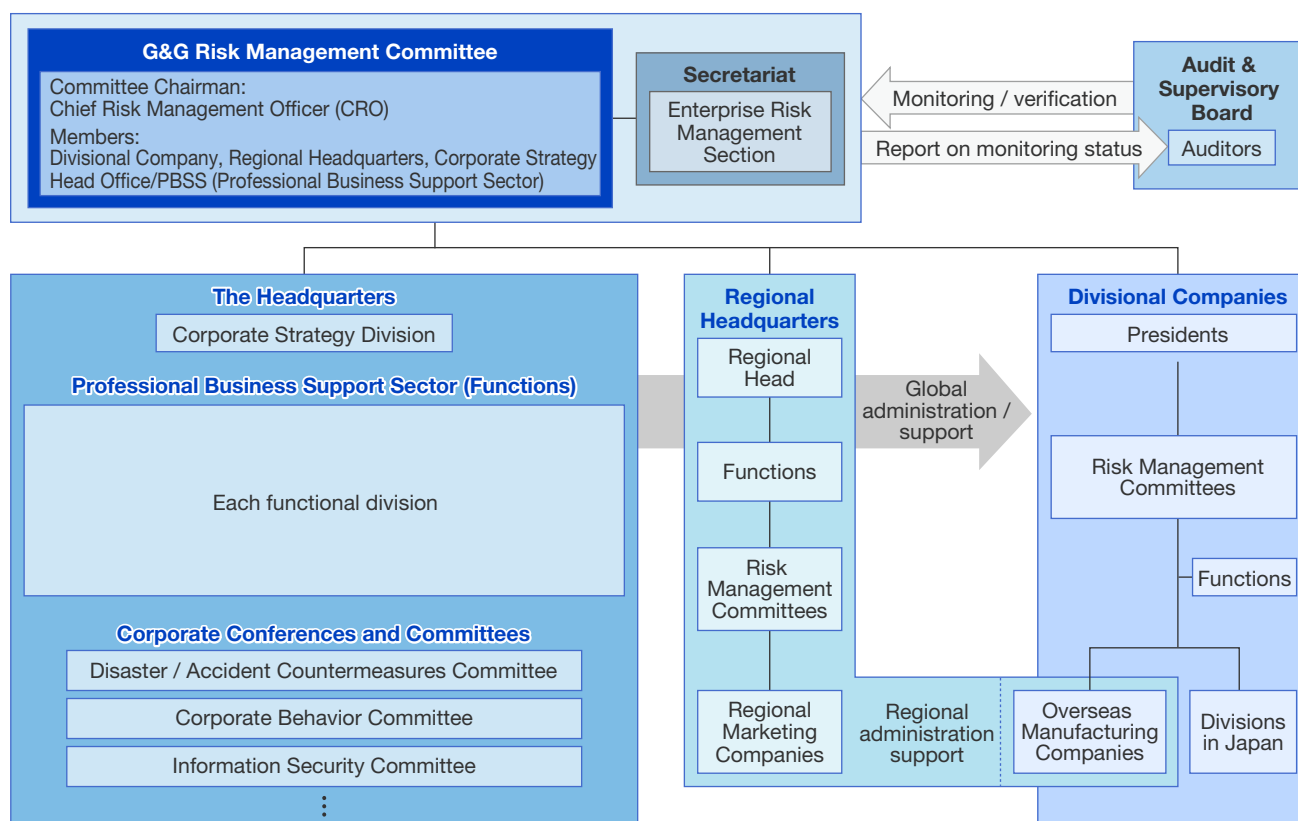 G&G Risk Management Committee
Committee Chairman:
Chief Risk Management Officer (CRO)
Members:
Divisional Company, Regional Headquarters, Corporate Strategy
Head Office/PBSS (Professional Business Support Sector)
Secretariat
Enterprise Risk
Management
Section
Monitoring / verification
Report on monitoring status
Audit &
Supervisory
Board
Auditors
The Headquarters
Corporate Strategy Division
Professional Business Support Sector (Functions)
Each functional division
Corporate Conferences and Committees
Disaster / Accident Countermeasures Committee
Corporate Behavior Committee
Information Security Committee
⋮
Regional
Headquarters
Regional
Head
Functions
Risk
Management
Committees
Regional
Marketing
Companies
Global
administration /
support
Regional
administration
support
Divisional Companies
Presidents
Risk Management
Committees
Functions
Overseas
Manufacturing
Companies
Divisions
in Japan